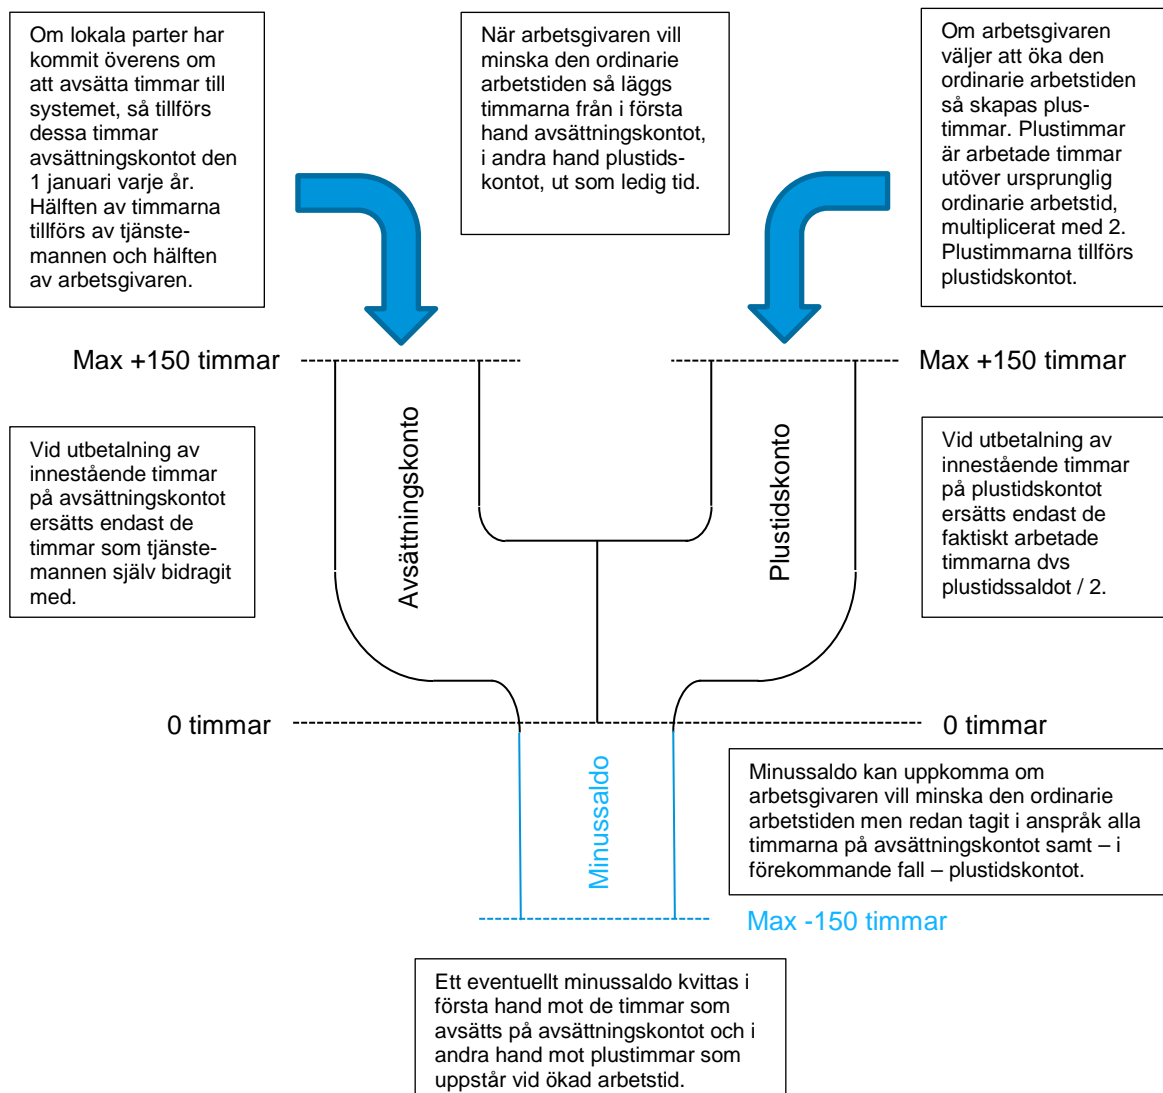 Om lokala parter har
kommit överens om
att avsätta timmar till
systemet, så tillförs
dessa timmar
avsättningskontot den
1 januari varje år.
Hälften av timmarna
tillförs av tjänste-
mannen och hälften
av arbetsgivaren.
När arbetsgivaren vill
minska den ordinarie
arbetstiden så läggs
timmarna från i första
hand avsättningskontot,
i andra hand plustids-
kontot, ut som ledig tid.
Om arbetsgivaren
väljer att öka den
ordinarie arbetstiden
så skapas plus-
timmar. Plustimmar
är arbetade timmar
utöver ursprunglig
ordinarie arbetstid,
multiplicerat med 2.
Plustimmarna tillförs
plustidskontot.
Max +150 timmar
Max +150 timmar
Avsättningskonto
Plustidskonto
Vid utbetalning av
innestående timmar
på avsättningskontot
ersätts endast de
timmar som tjänste-
mannen själv bidragit
med.
Vid utbetalning av
innestående timmar
på plustidskontot
ersätts endast de
faktiskt arbetade
timmarna dvs
plustidssaldot / 2.
0 timmar
0 timmar
Minussaldo
Minussaldo kan uppkomma om
arbetsgivaren vill minska den ordinarie
arbetstiden men redan tagit i anspråk alla
timmarna på avsättningskontot samt – i
förekommande fall – plustidskontot.
Max -150 timmar
Ett eventuellt minussaldo kvittas i
första hand mot de timmar som
avsätts på avsättningskontot och i
andra hand mot plustimmar som
uppstår vid ökad arbetstid.